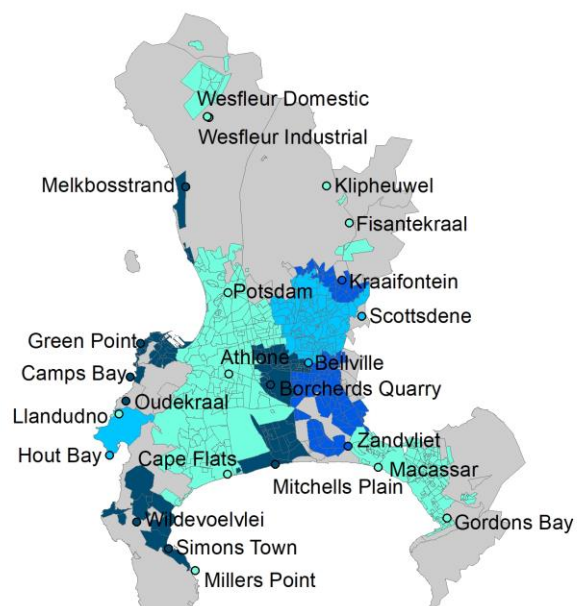 Wesfleur Domestic
Wesfleur Industrial
Melkbosstrand
Klipheuwel
Fisantekraal
Kraaifontein
Potsdam
Scottsdene
Green Point
Athlone
Bellville
Camps Bay
Borcherds Quarry
Oudekraal
Llandudno
Zandvliet
Hout Bay
Cape Flats
Macassar
Mitchells Plain
Wildevoelvlei
Gordons Bay
Simons Town
Millers Point